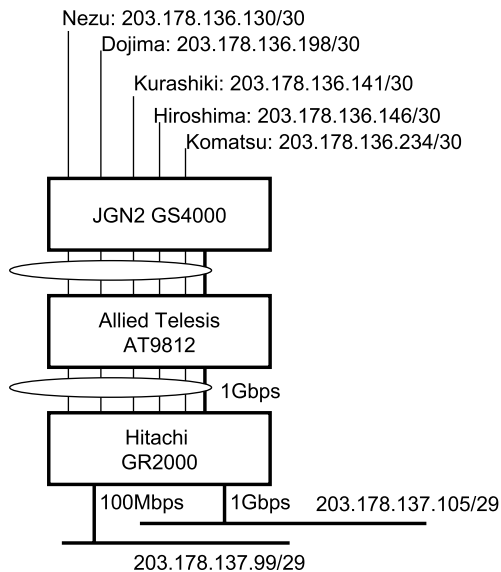 Nezu: 203.178.136.130/30
Dojima: 203.178.136.198/30
Kurashiki: 203.178.136.141/30
Hiroshima: 203.178.136.146/30
Komatsu: 203.178.136.234/30
JGN2 GS4000
Allied Telesis
AT9812
1Gbps
Hitachi
GR2000
100Mbps
1Gbps
203.178.137.105/29
203.178.137.99/29